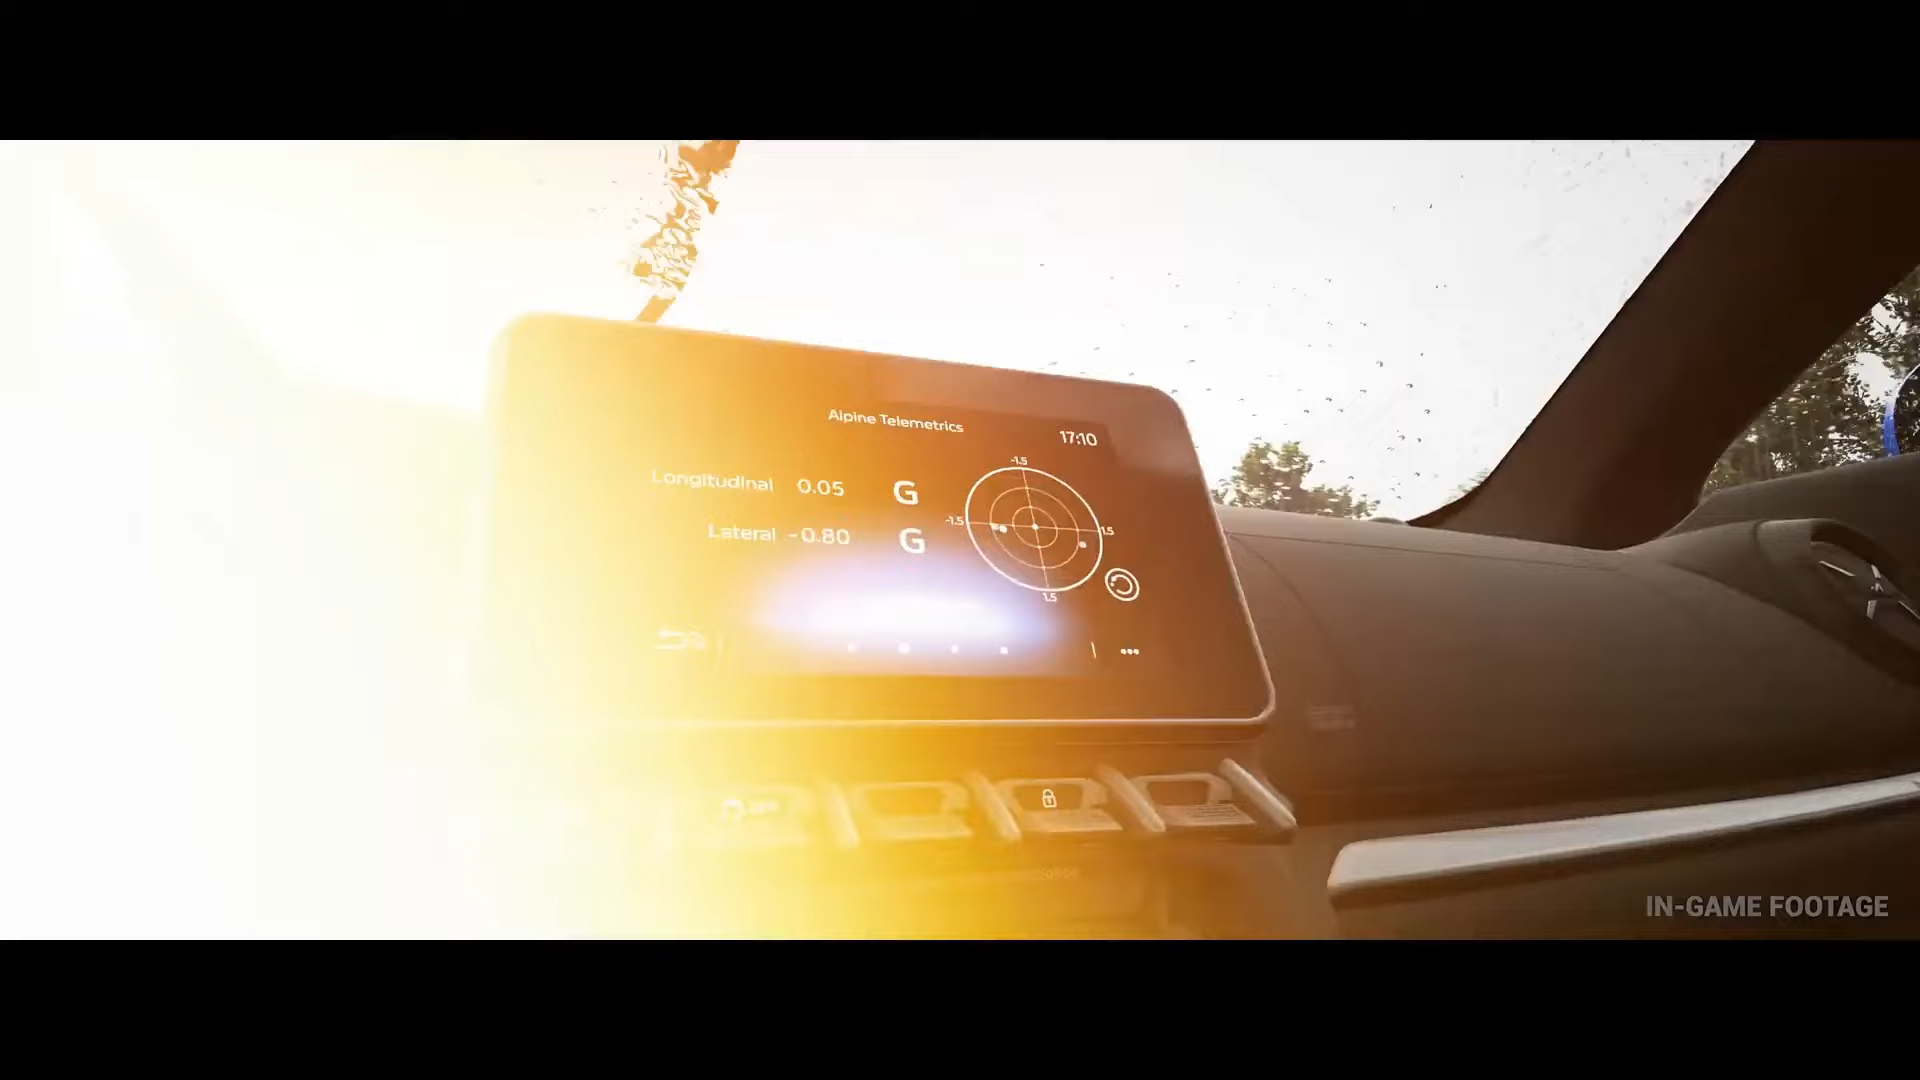 Alpine Telemetrics
17:10
Longitudinal 0.05 G
Lateral -0.80 G
-1.5
-1.5
1.5
1.5
IN-GAME FOOTAGE